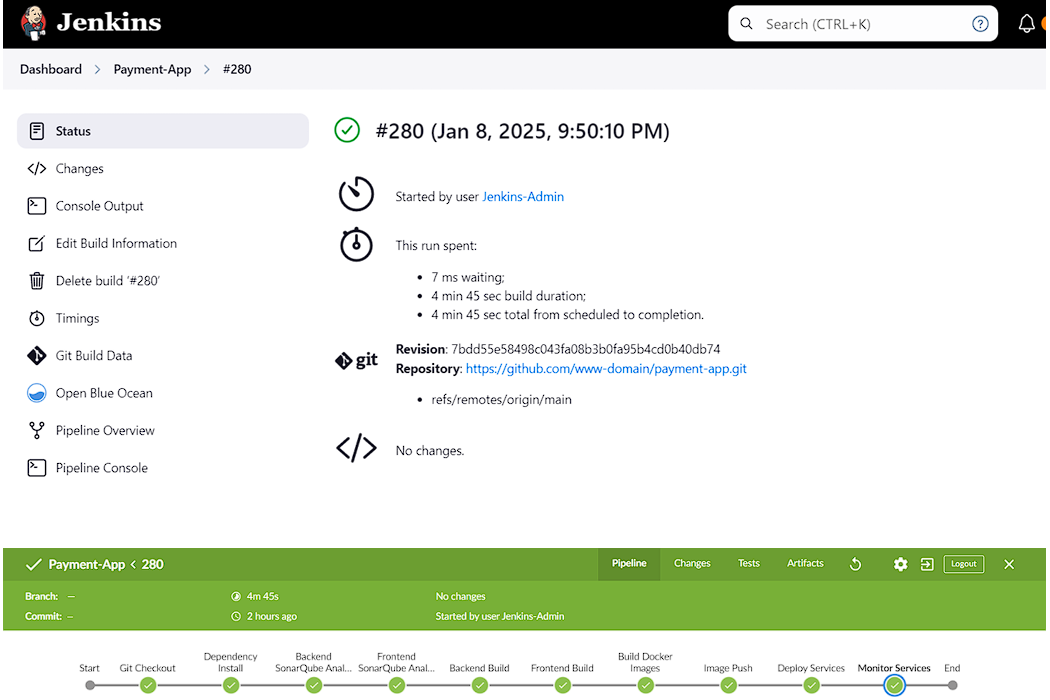 Jenkins
Search (CTRL+K)
Dashboard > Payment-App > #280
Status
Changes
Console Output
Edit Build Information
Delete build ‘#280’
Timings
Git Build Data
Open Blue Ocean
Pipeline Overview
Pipeline Console
#280 (Jan 8, 2025, 9:50:10 PM)
Started by user Jenkins-Admin
This run spent:
• 7 ms waiting;
• 4 min 45 sec build duration;
• 4 min 45 sec total from scheduled to completion.
git
Revision: 7bdd55e58498c043fa08b3b0fa95b4cd0b40db74
Repository: https://github.com/www-domain/payment-app.git
• refs/remotes/origin/main
No changes.
Payment-App < 280
Pipeline Changes Tests Artifacts Logout
Branch: — 4m 45s No changes
Commit: — 2 hours ago Started by user Jenkins-Admin
Start
Git Checkout
Dependency
Install
Backend
SonarQube Anal...
Frontend
SonarQube Anal...
Backend Build
Frontend Build
Build Docker
Images
Image Push
Deploy Services
Monitor Services
End